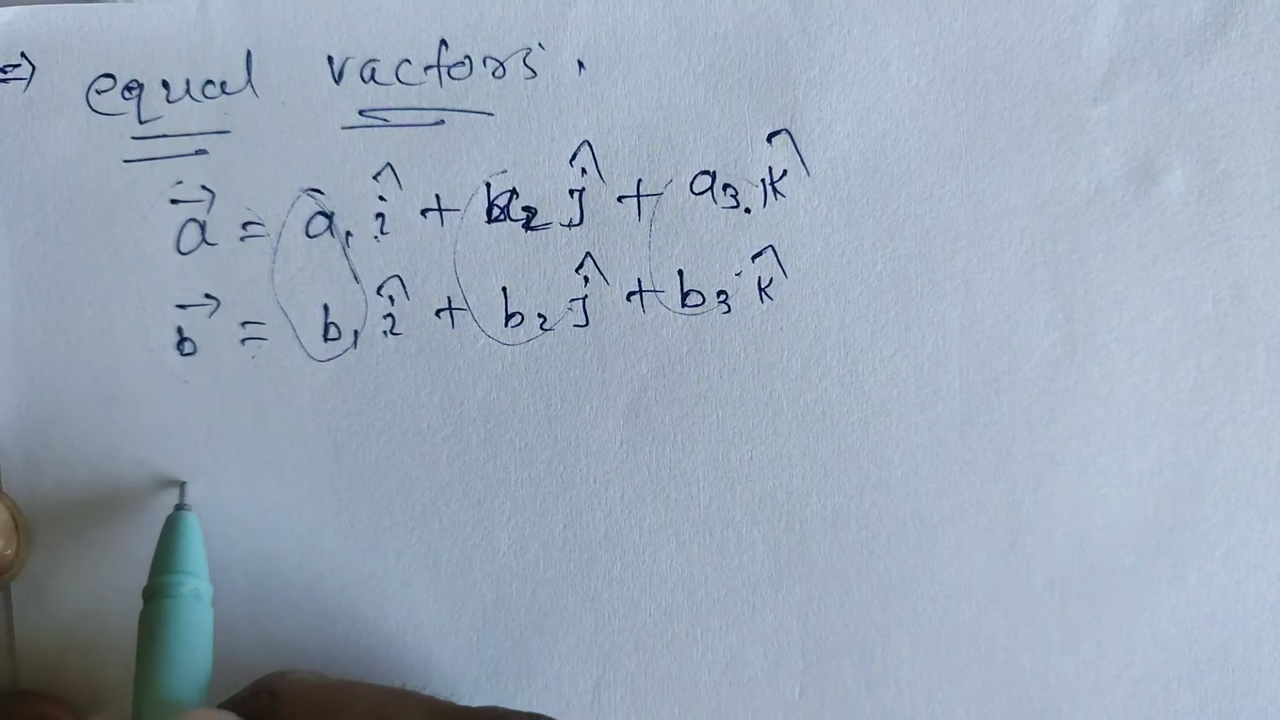 ⇒ equal vactors.
a⃗ = a₁ î + a₂ ĵ + a₃.k̂
b⃗ = b₁ î + b₂ ĵ + b₃ k̂